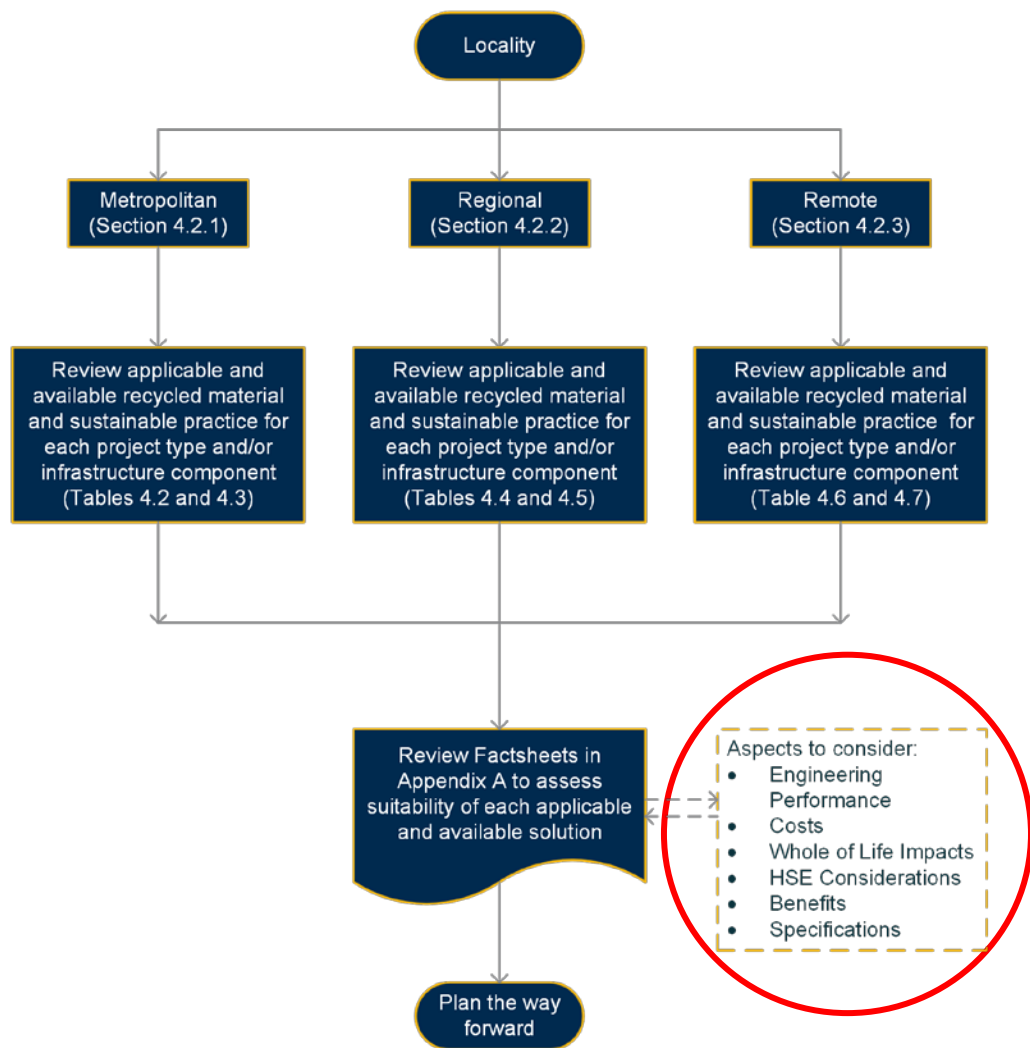 Locality
Metropolitan
(Section 4.2.1)
Regional
(Section 4.2.2)
Remote
(Section 4.2.3)
Review applicable and
available recycled material
and sustainable practice for
each project type and/or
infrastructure component
(Tables 4.2 and 4.3)
Review applicable and
available recycled material
and sustainable practice for
each project type and/or
infrastructure component
(Tables 4.4 and 4.5)
Review applicable and
available recycled material
and sustainable practice for
each project type and/or
infrastructure component
(Table 4.6 and 4.7)
Review Factsheets in
Appendix A to assess
suitability of each applicable
and available solution
Aspects to consider:
• Engineering
Performance
• Costs
• Whole of Life Impacts
• HSE Considerations
• Benefits
• Specifications
Plan the way
forward